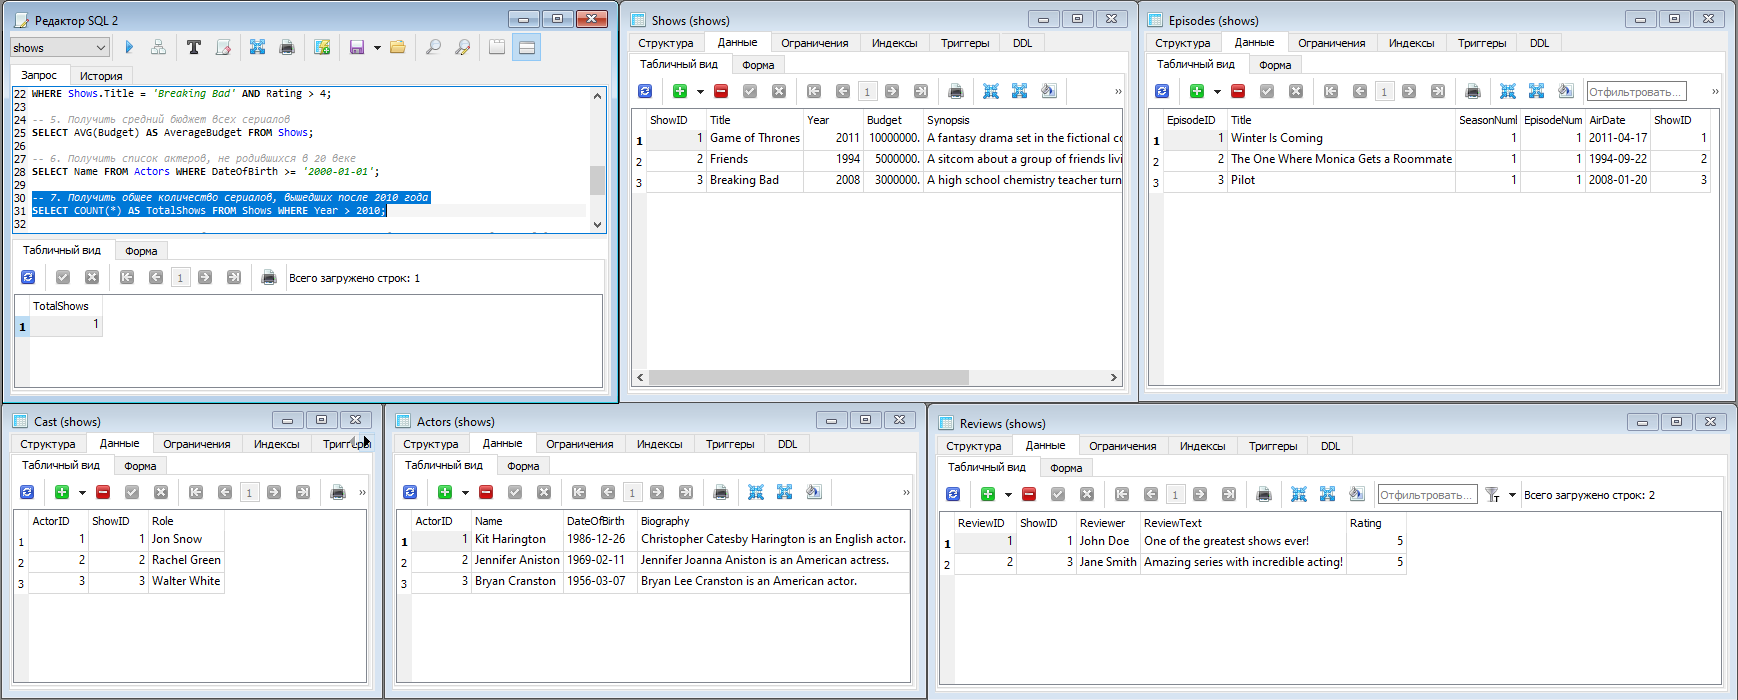 Редактор SQL 2
shows
Запрос
История
22 WHERE Shows.Title = 'Breaking Bad' AND Rating > 4;
23
24 -- 5. Получить средний бюджет всех сериалов
25 SELECT AVG(Budget) AS AverageBudget FROM Shows;
26
27 -- 6. Получить список актеров, не родившихся в 20 веке
28 SELECT Name FROM Actors WHERE DateOfBirth >= '2000-01-01';
29
30 -- 7. Получить общее количество сериалов, вышедших после 2010 года
31 SELECT COUNT(*) AS TotalShows FROM Shows WHERE Year > 2010;
32
Табличный вид
Форма
1
Всего загружено строк: 1
TotalShows
1 1
Shows (shows)
Структура Данные Ограничения Индексы Триггеры DDL
Табличный вид Форма
1 »
ShowID Title Year Budget Synopsis
1 1 Game of Thrones 2011 10000000. A fantasy drama set in the fictional co
2 2 Friends 1994 5000000. A sitcom about a group of friends livi
3 3 Breaking Bad 2008 3000000. A high school chemistry teacher turn
Episodes (shows)
Структура Данные Ограничения Индексы Триггеры DDL
Табличный вид Форма
1 Отфильтровать... »
EpisodeID Title SeasonNuml EpisodeNum AirDate ShowID
1 1 Winter Is Coming 1 1 2011-04-17 1
2 2 The One Where Monica Gets a Roommate 1 1 1994-09-22 2
3 3 Pilot 1 1 2008-01-20 3
Cast (shows)
Структура Данные Ограничения Индексы Триггеры
Табличный вид Форма
1 »
ActorID ShowID Role
1 1 1 Jon Snow
2 2 2 Rachel Green
3 3 3 Walter White
Actors (shows)
Структура Данные Ограничения Индексы Триггеры DDL
Табличный вид Форма
1 »
ActorID Name DateOfBirth Biography
1 1 Kit Harington 1986-12-26 Christopher Catesby Harington is an English actor.
2 2 Jennifer Aniston 1969-02-11 Jennifer Joanna Aniston is an American actress.
3 3 Bryan Cranston 1956-03-07 Bryan Lee Cranston is an American actor.
Reviews (shows)
Структура Данные Ограничения Индексы Триггеры DDL
Табличный вид Форма
1 Отфильтровать... Всего загружено строк: 2
ReviewID ShowID Reviewer ReviewText Rating
1 1 1 John Doe One of the greatest shows ever! 5
2 2 3 Jane Smith Amazing series with incredible acting! 5